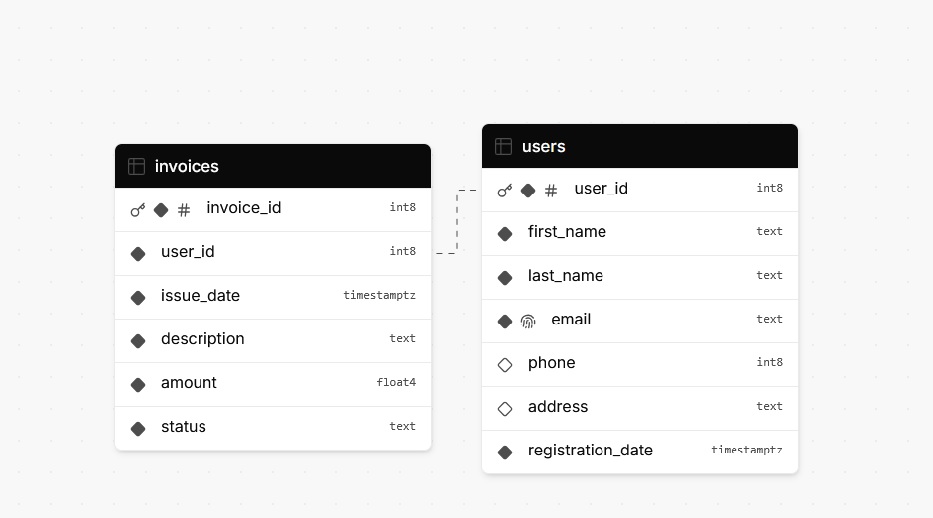 invoices
invoice_id int8
user_id int8
issue_date timestamptz
description text
amount float4
status text
users
user_id int8
first_name text
last_name text
email text
phone int8
address text
registration_date timestamptz